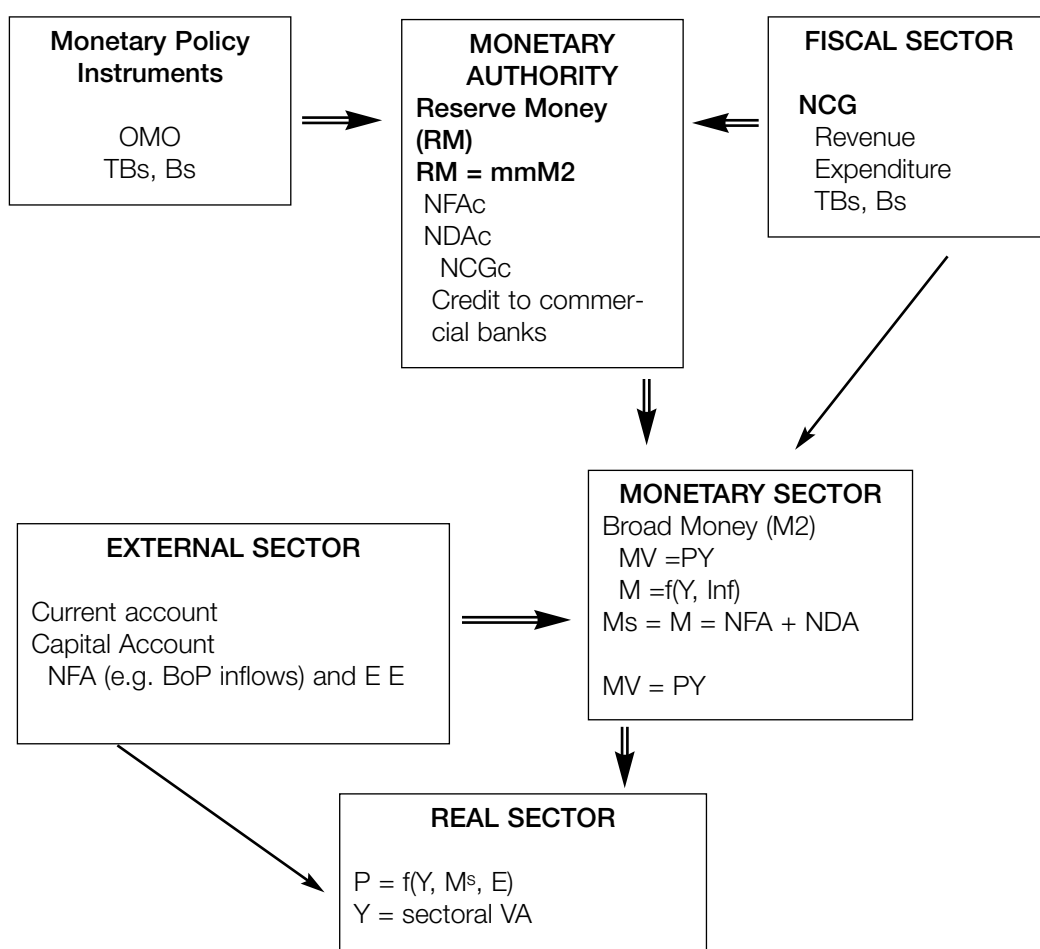 Monetary Policy
Instruments
OMO
TBs, Bs
MONETARY
AUTHORITY
Reserve Money
(RM)
RM = mmM2
NFAc
NDAc
NCGc
Credit to commer-
cial banks
FISCAL SECTOR
NCG
Revenue
Expenditure
TBs, Bs
EXTERNAL SECTOR
Current account
Capital Account
NFA (e.g. BoP inflows) and E E
MONETARY SECTOR
Broad Money (M2)
MV =PY
M =f(Y, Inf)
Ms = M = NFA + NDA
MV = PY
REAL SECTOR
P = f(Y, Mˢ, E)
Y = sectoral VA